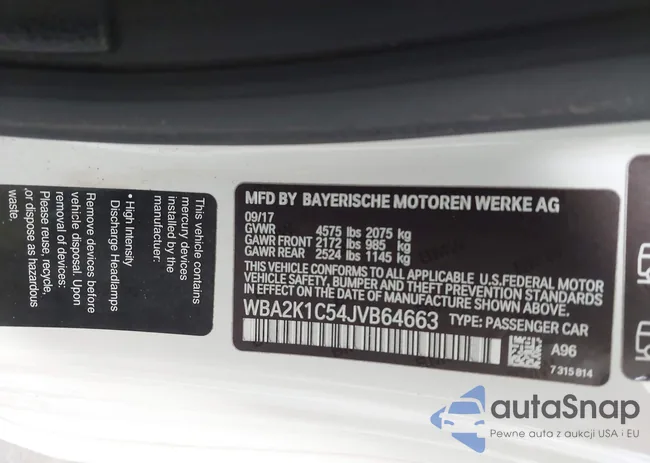 This vehicle has
mercury devices
installed by the
manufacturer.
• High Intensity
Discharge Headlamps
Remove devices before
vehicle disposal. Upon
removal of devices:
Please reuse, recycle,
or dispose as hazardous
waste.
MFD BY BAYERISCHE MOTOREN WERKE AG
09/17
GVWR 4575 lbs 2075 kg
GAWR FRONT 2172 lbs 985 kg
GAWR REAR 2524 lbs 1145 kg
THIS VEHICLE CONFORMS TO ALL APPLICABLE U.S.FEDERAL MOTOR
VEHICLE SAFETY, BUMPER AND THEFT PREVENTION STANDARDS
IN EFFECT ON THE DATE OF MANUFACTURE SHOWN ABOVE.
WBA2K1C54JVB64663 TYPE: PASSENGER CAR
A96
7 315 814
autaSnap
Pewne auta z aukcji USA i EU